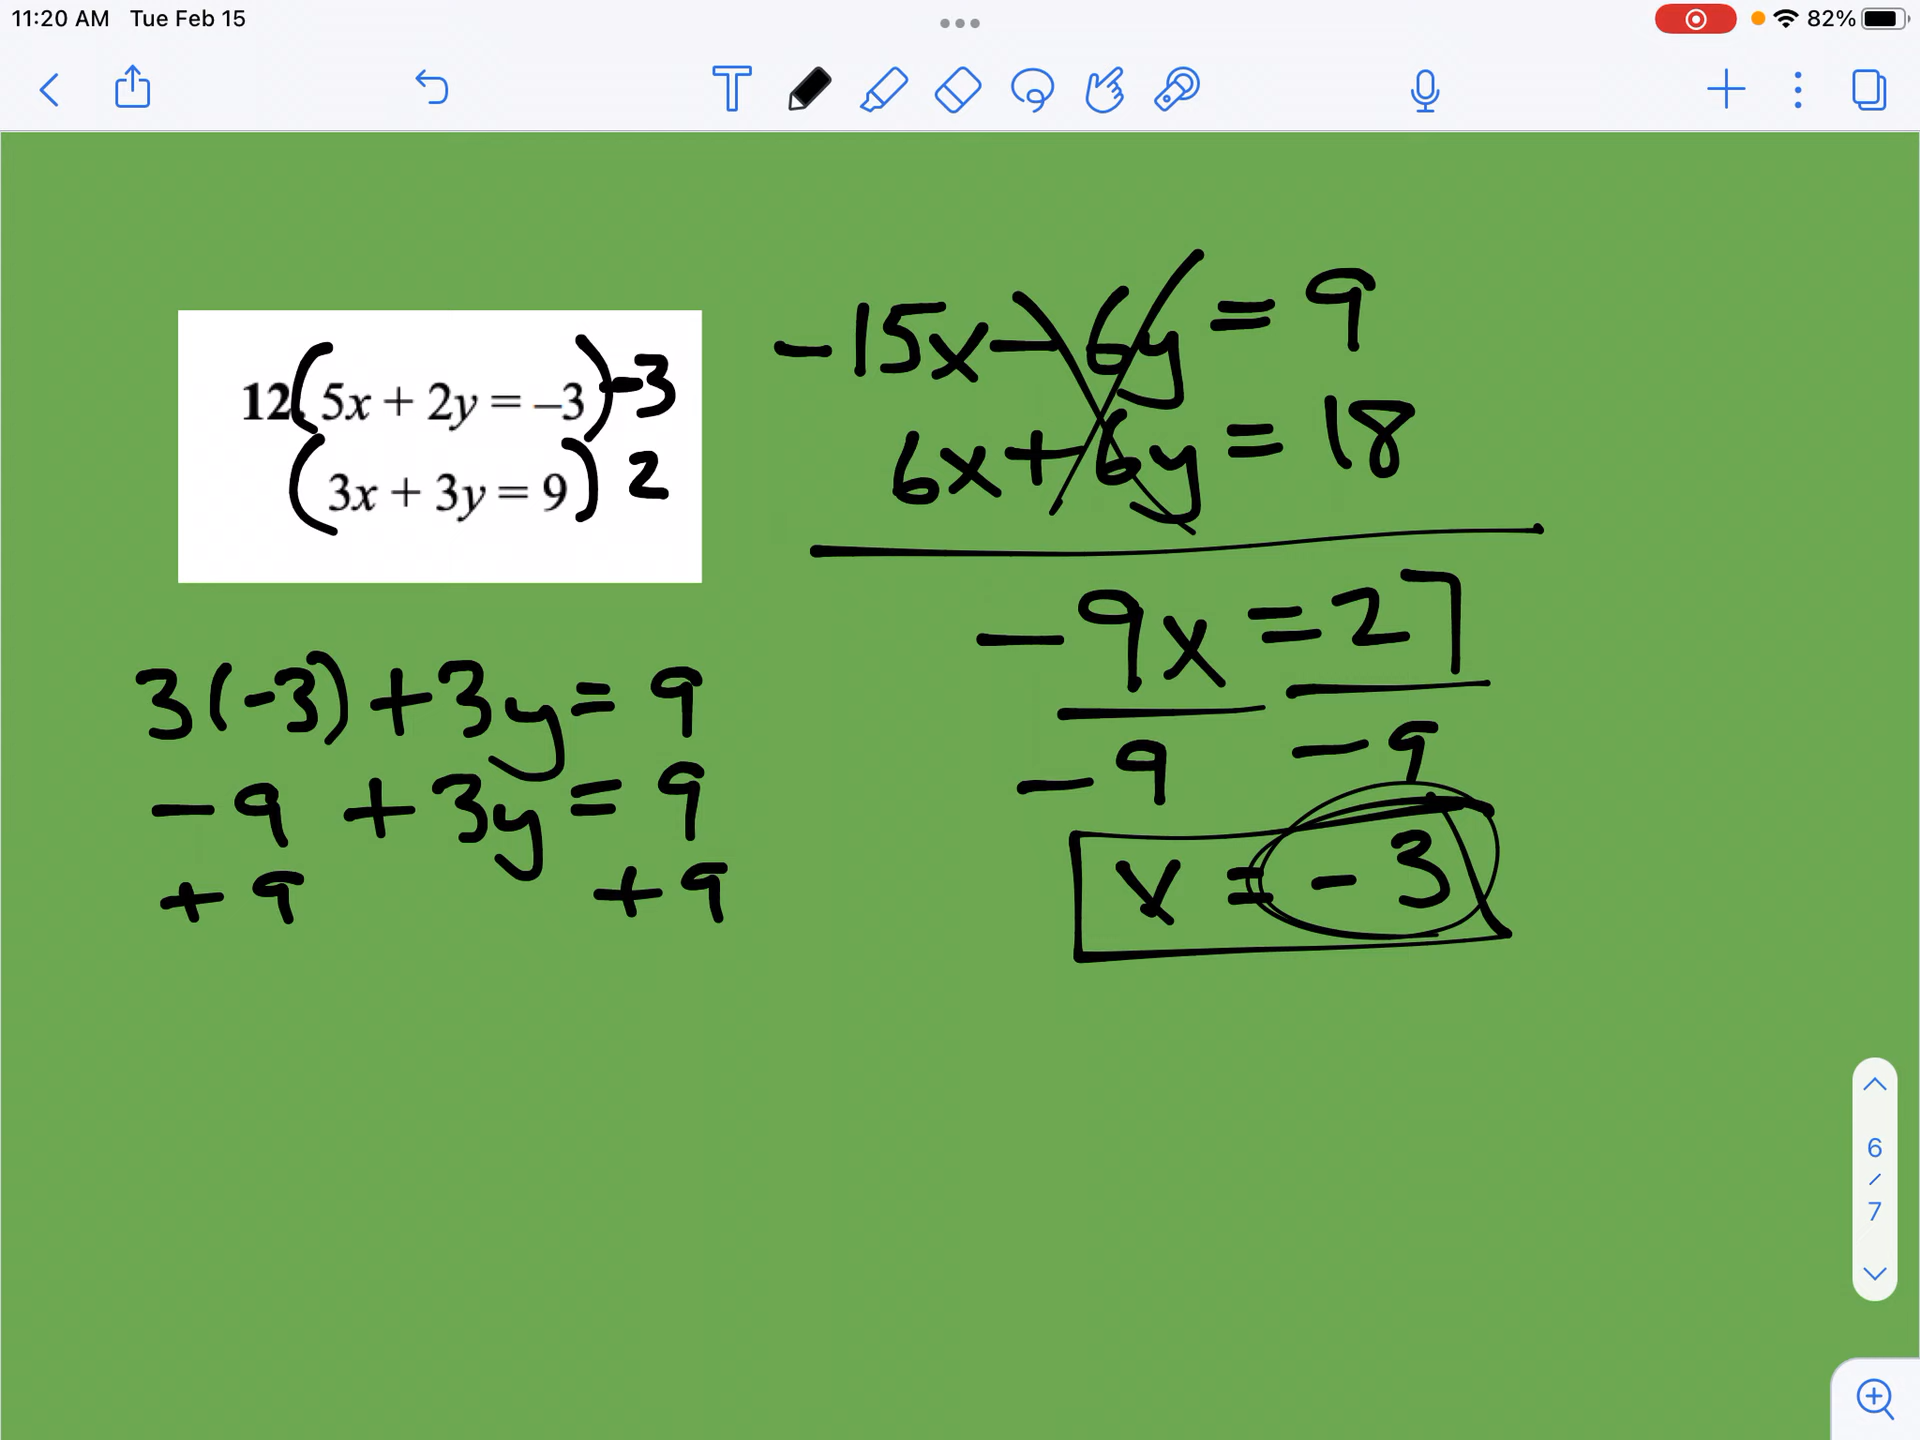 11:20 AM Tue Feb 15
82%
T
12. (5x + 2y = –3) -3
(3x + 3y = 9) 2
-15x - 6y = 9
6x + 6y = 18
-9x = 27
-9 -9
x = -3
3(-3) + 3y = 9
-9 + 3y = 9
+9 +9
6
/
7